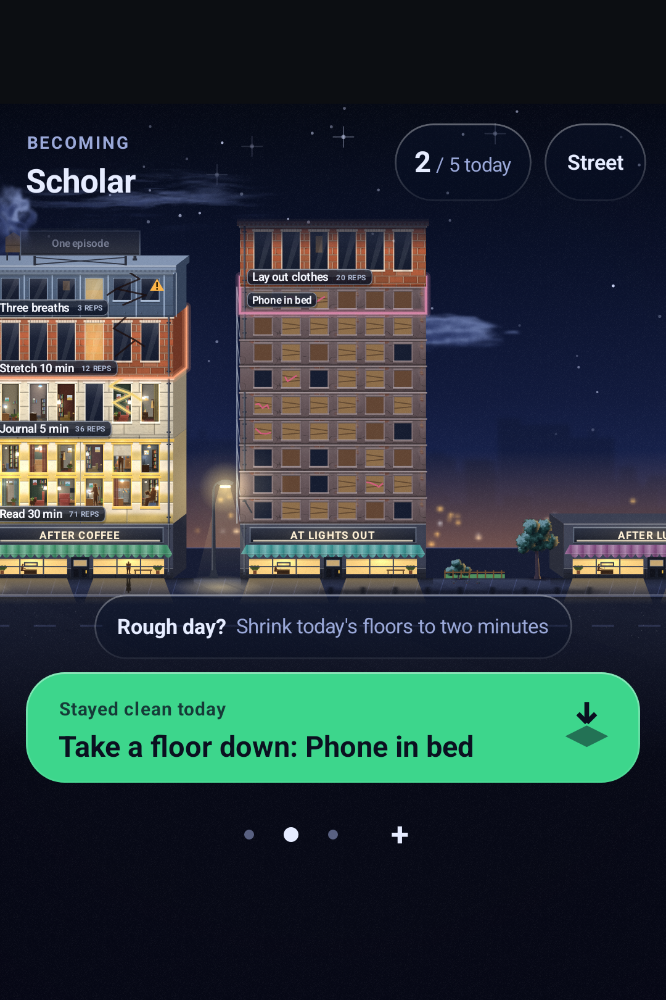 BECOMING
Scholar
2 / 5 today
Street
One episode
Three breaths 3 REPS
Stretch 10 min 12 REPS
Journal 5 min 36 REPS
Read 30 min 71 REPS
AFTER COFFEE
Lay out clothes 20 REPS
Phone in bed
AT LIGHTS OUT
AFTER LU
Rough day? Shrink today's floors to two minutes
Stayed clean today
Take a floor down: Phone in bed
+